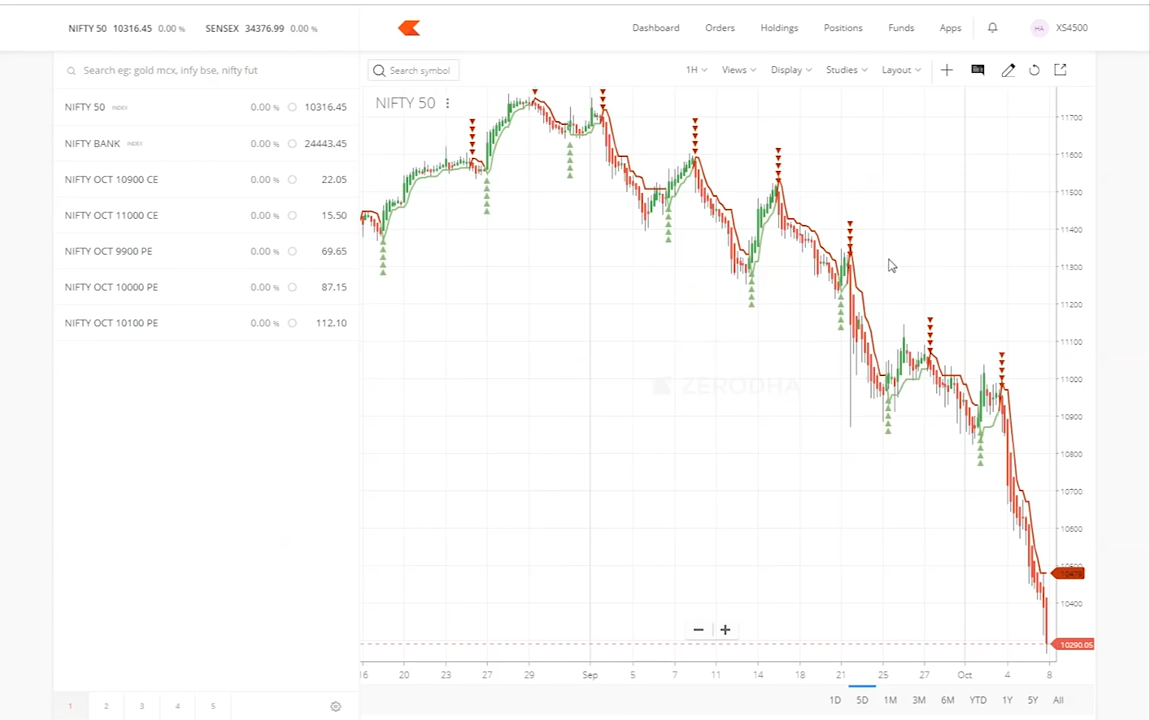 NIFTY 50 10316.45 0.00 % SENSEX 34376.99 0.00 %
Dashboard Orders Holdings Positions Funds Apps HA XS4500
Search eg: gold mcx, infy bse, nifty fut
Search symbol 1H Views Display Studies Layout
NIFTY 50 INDEX 0.00 % 10316.45
NIFTY BANK INDEX 0.00 % 24443.45
NIFTY OCT 10900 CE 0.00 % 22.05
NIFTY OCT 11000 CE 0.00 % 15.50
NIFTY OCT 9900 PE 0.00 % 69.65
NIFTY OCT 10000 PE 0.00 % 87.15
NIFTY OCT 10100 PE 0.00 % 112.10
NIFTY 50
11700
11600
11500
11400
11300
11200
11100
11000
10900
10800
10700
10600
10400
10290.05
ZERODHA
16 20 23 27 29 Sep 5 7 11 14 18 21 25 27 Oct 4 8
1D 5D 1M 3M 6M YTD 1Y 5Y All
1 2 3 4 5